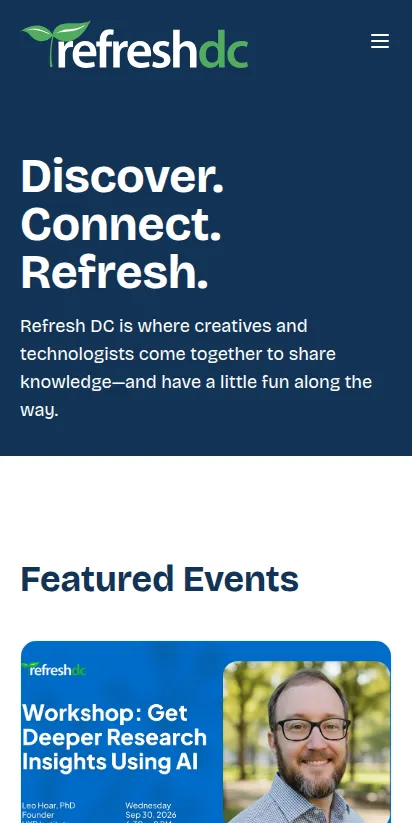 refreshdc
Discover.
Connect.
Refresh.
Refresh DC is where creatives and
technologists come together to share
knowledge—and have a little fun along the
way.
Featured Events
refreshdc
Workshop: Get
Deeper Research
Insights Using AI
Leo Hoar, PhD
Wednesday
Founder
Sep 30, 2026